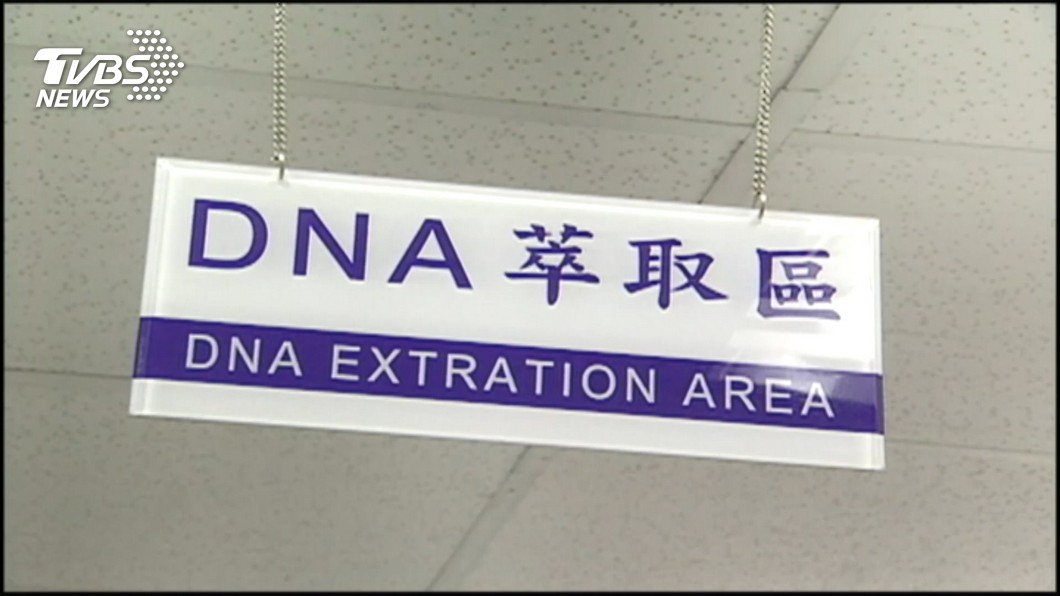 TVBS
NEWS
DNA 萃取區
DNA EXTRATION AREA